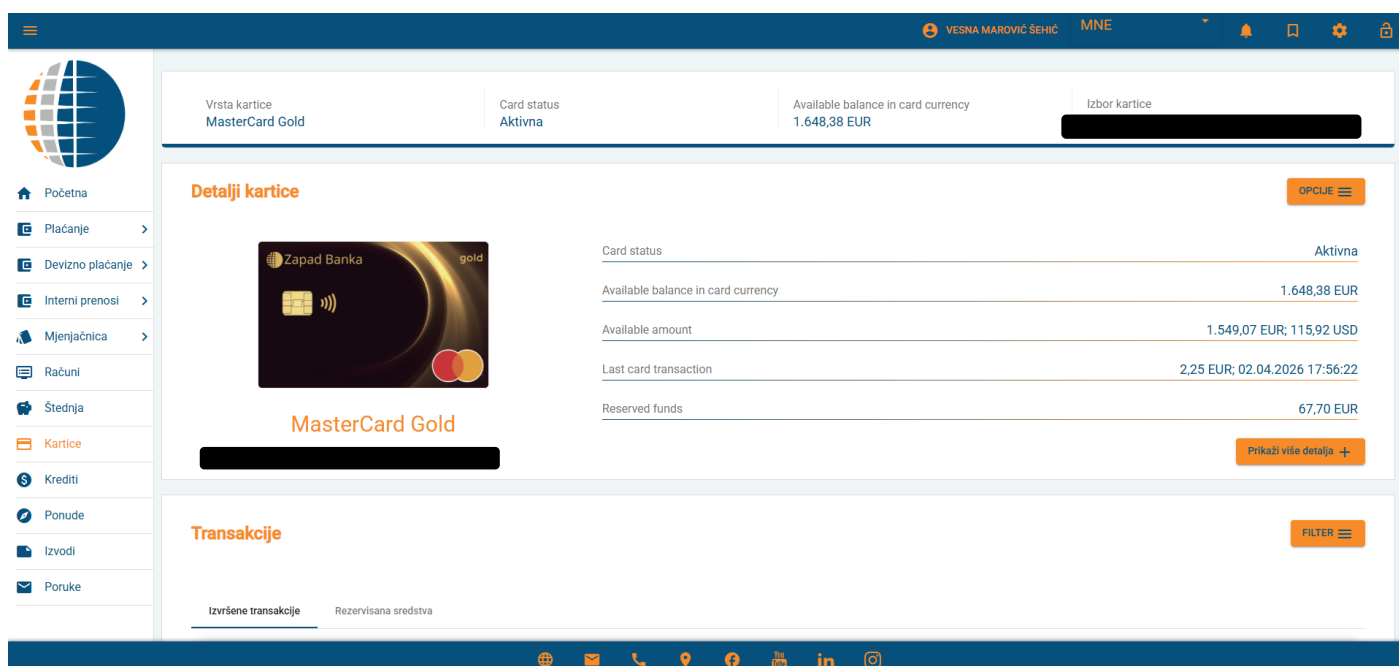 VESNA MAROVIĆ ŠEHIĆ MNE
Vrsta kartice
MasterCard Gold
Card status
Aktivna
Available balance in card currency
1.648,38 EUR
Izbor kartice
Početna
Plaćanje
Devizno plaćanje
Interni prenosi
Mjenjačnica
Računi
Štednja
Kartice
Krediti
Ponude
Izvodi
Poruke
Detalji kartice
OPCIJE
Zapad Banka gold
MasterCard Gold
Card status Aktivna
Available balance in card currency 1.648,38 EUR
Available amount 1.549,07 EUR; 115,92 USD
Last card transaction 2,25 EUR; 02.04.2026 17:56:22
Reserved funds 67,70 EUR
Prikaži više detalja
Transakcije
FILTER
Izvršene transakcije Rezervisana sredstva
You
Tube
in